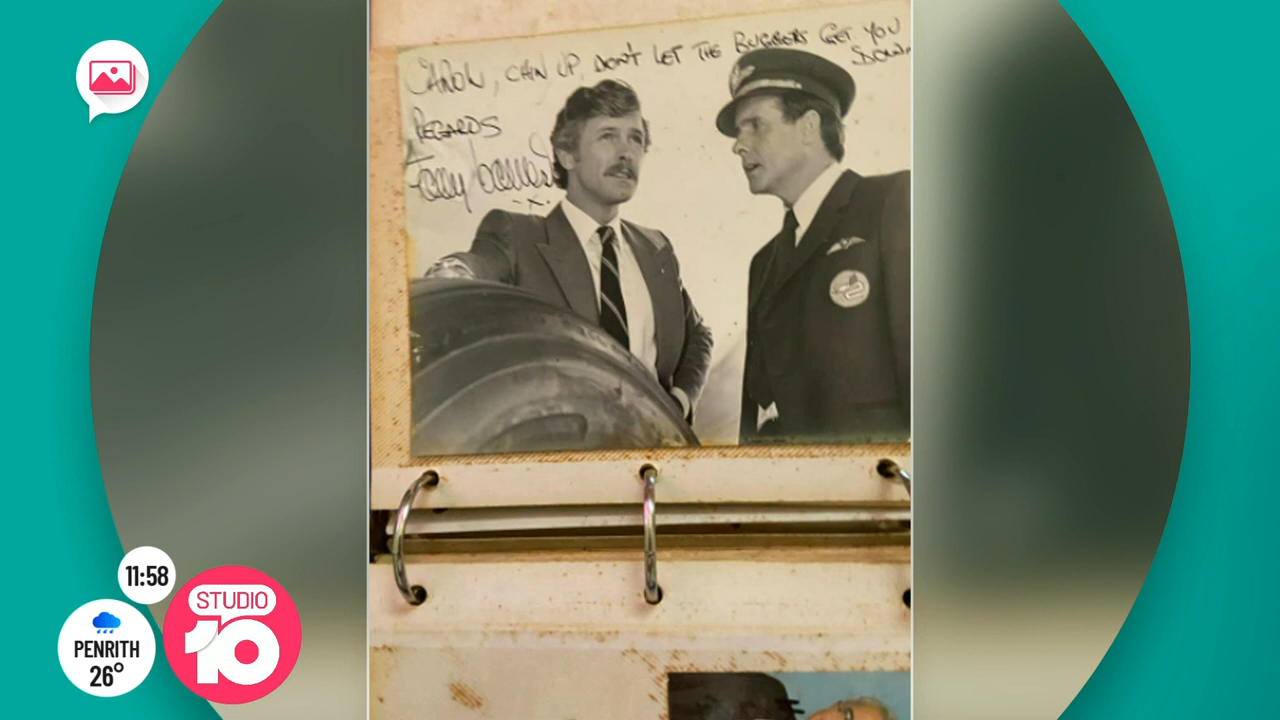 CAROL, CHIN UP, DON'T LET THE BUGGERS GET YOU
DOWN.
REGARDS
11:58
PENRITH
26°
STUDIO
10